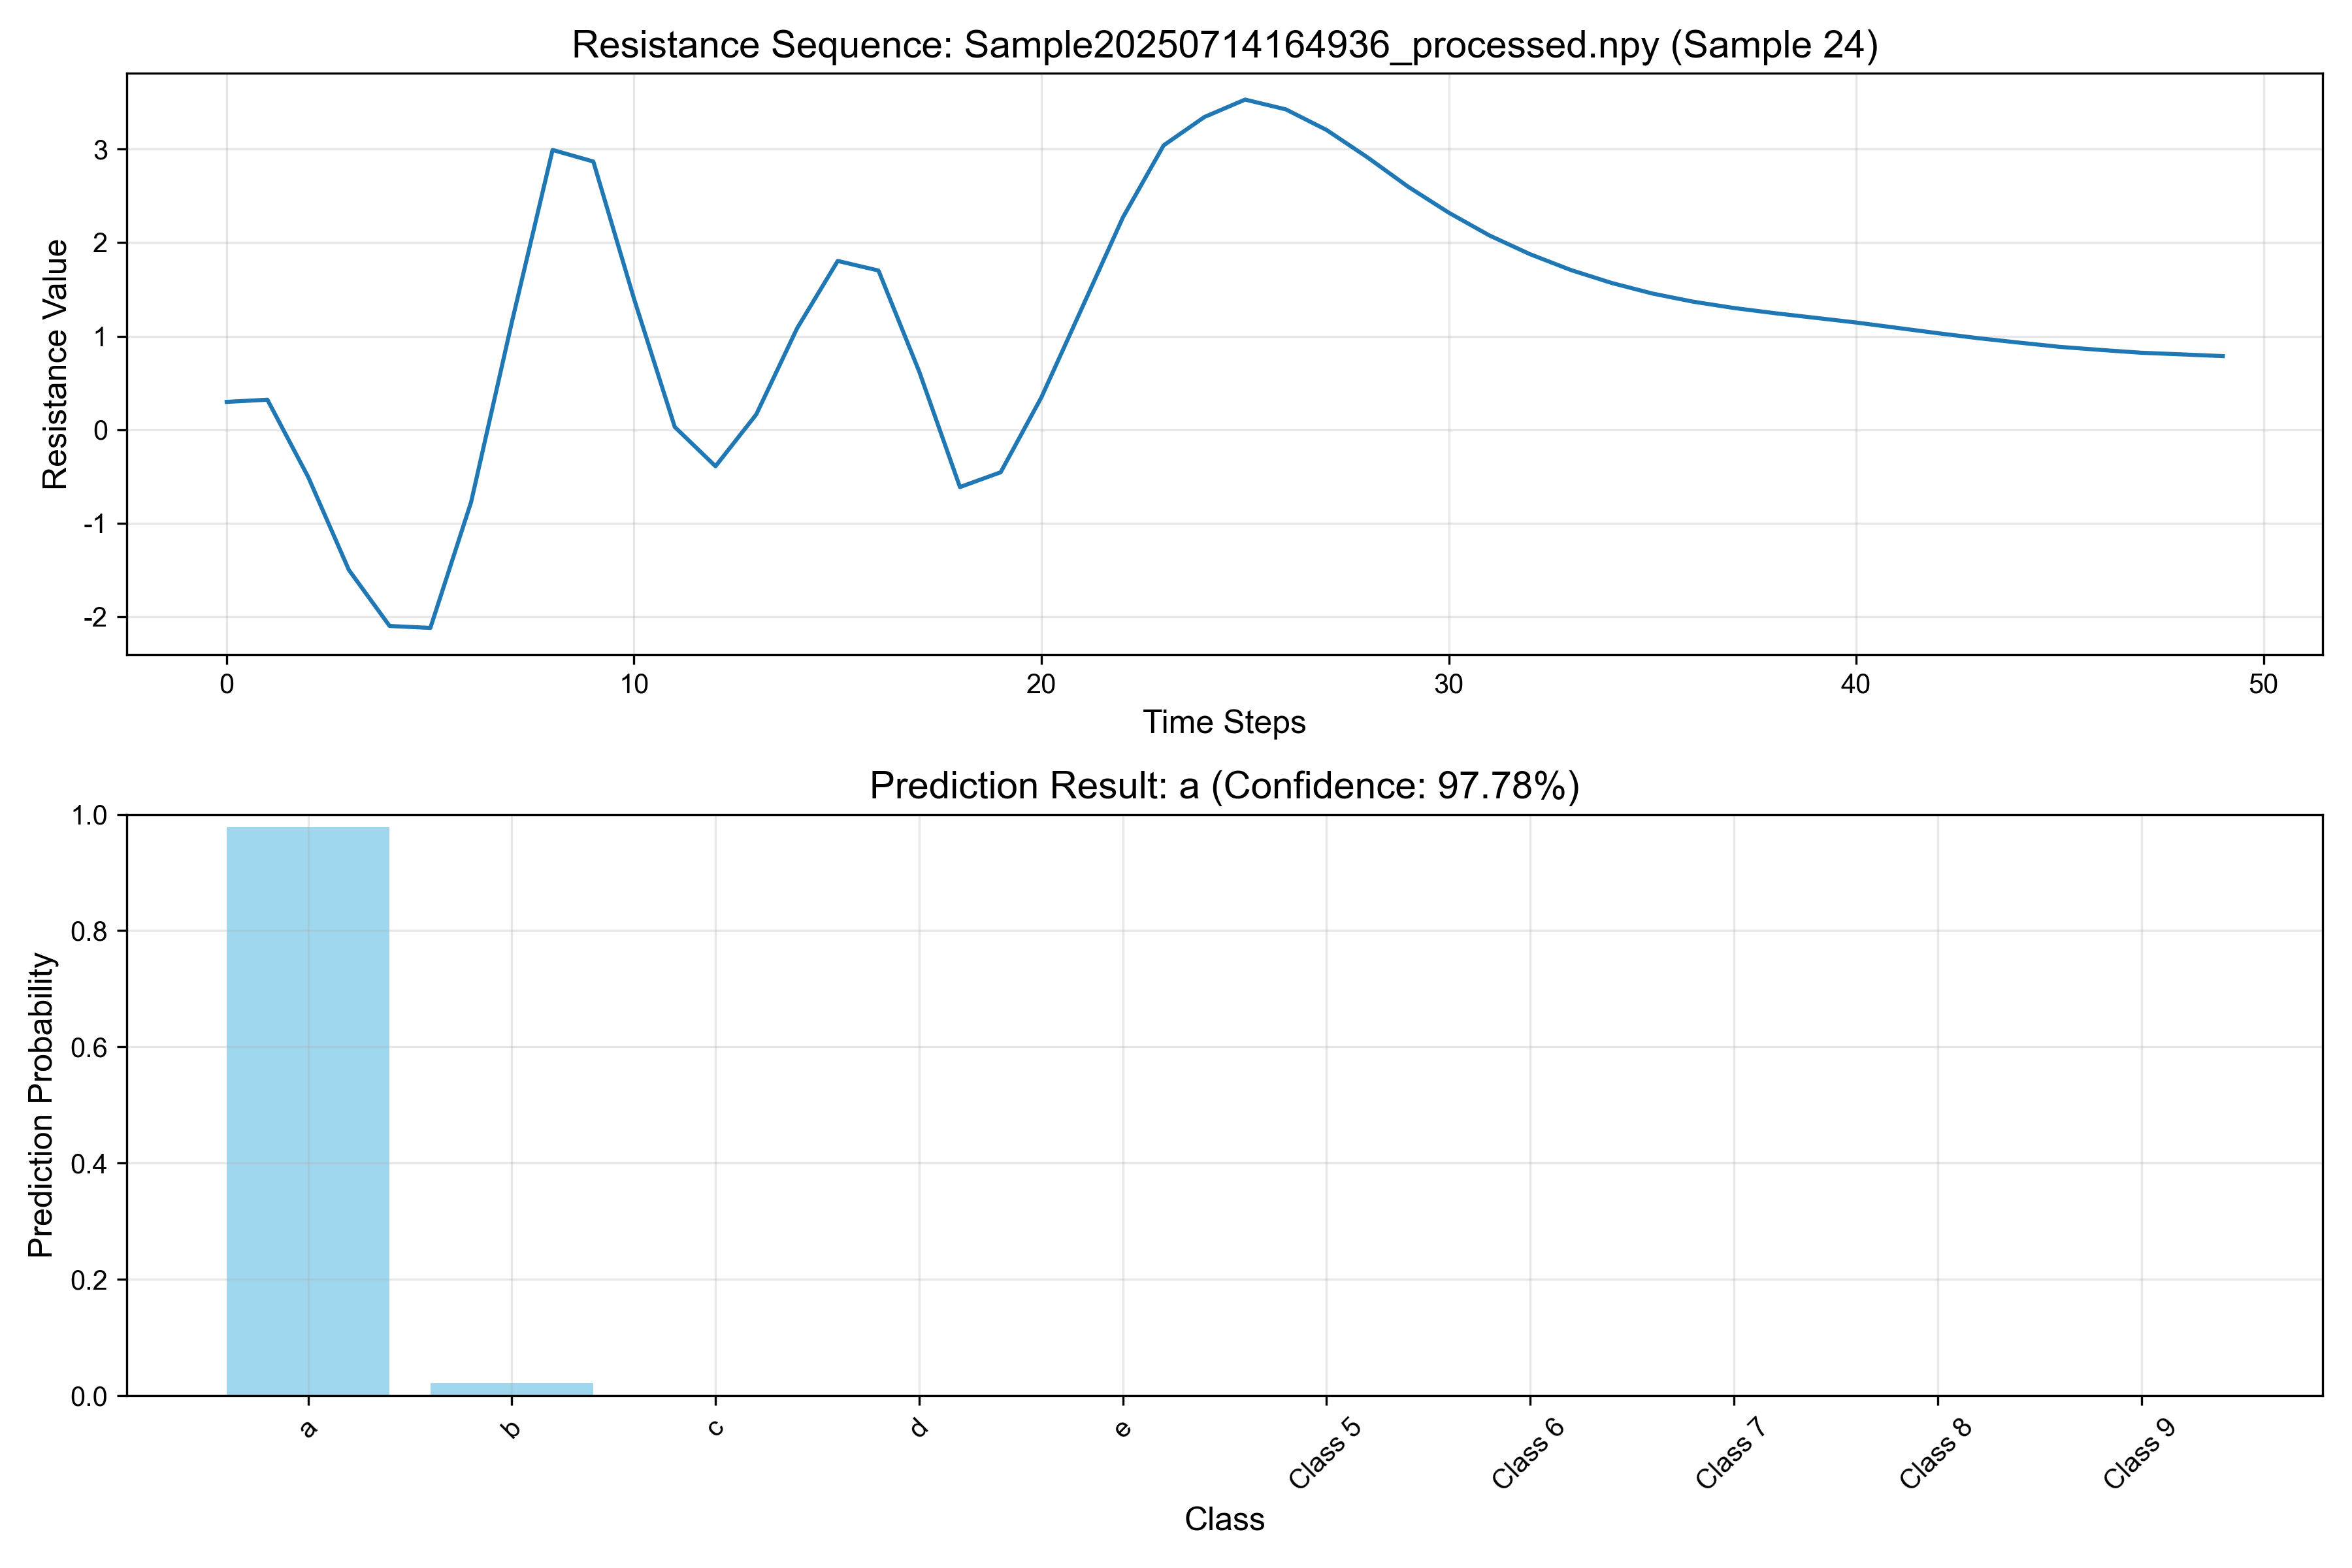 Resistance Sequence: Sample20250714164936_processed.npy (Sample 24)
Resistance Value
3
2
1
0
-1
-2
0 10 20 30 40 50
Time Steps
Prediction Result: a (Confidence: 97.78%)
Prediction Probability
1.0
0.8
0.6
0.4
0.2
0.0
a b c d e Class 5 Class 6 Class 7 Class 8 Class 9
Class